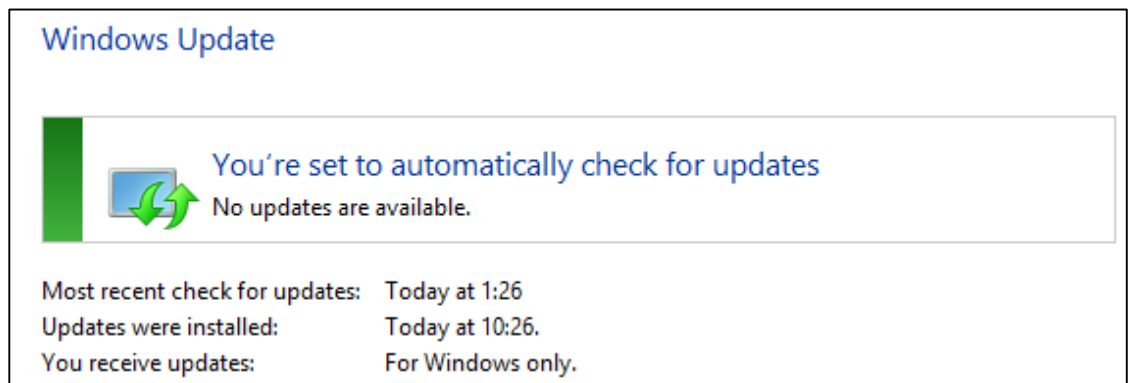 Windows Update
You're set to automatically check for updates
No updates are available.
Most recent check for updates: Today at 1:26
Updates were installed: Today at 10:26.
You receive updates: For Windows only.